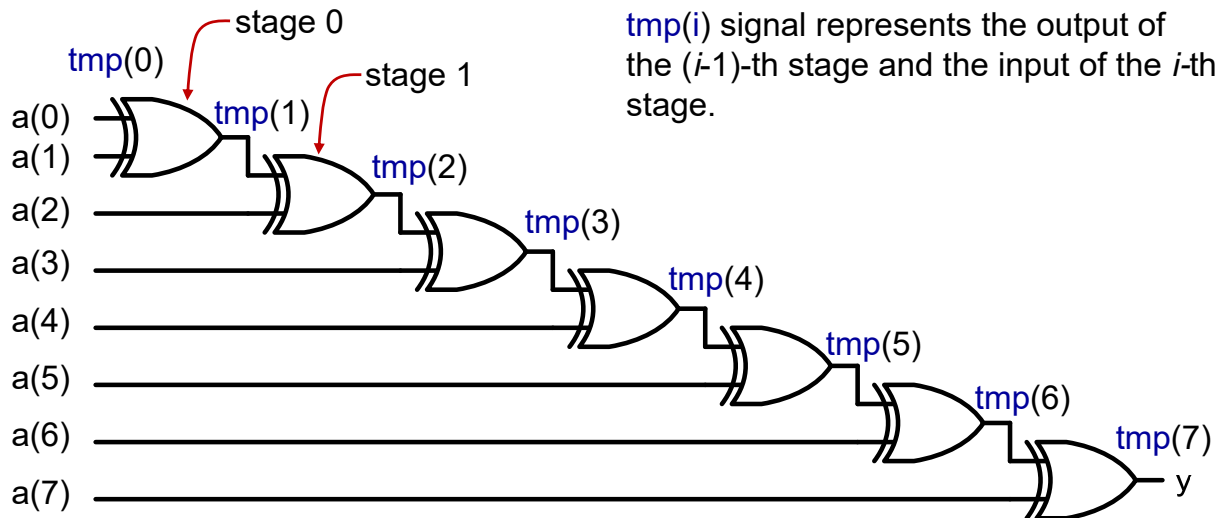 stage 0
tmp(i) signal represents the output of
the (i-1)-th stage and the input of the i-th
stage.
tmp(0)
stage 1
a(0)
tmp(1)
a(1)
tmp(2)
a(2)
tmp(3)
a(3)
tmp(4)
a(4)
tmp(5)
a(5)
tmp(6)
a(6)
tmp(7)
a(7)
y